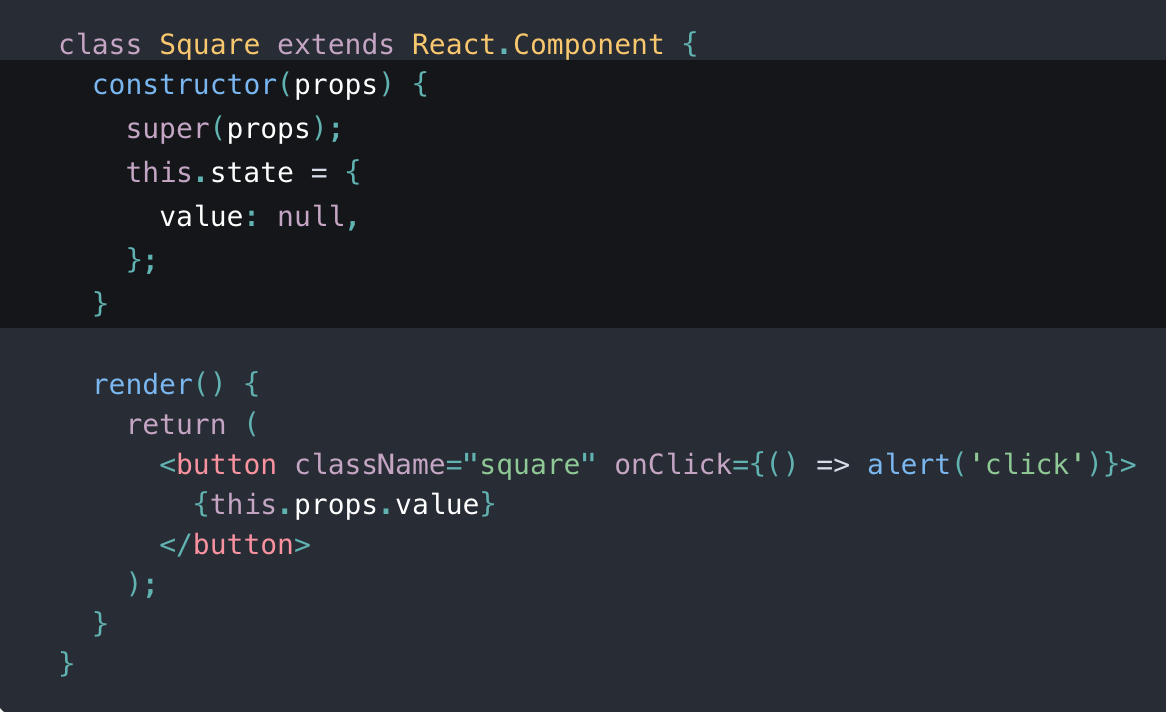 class Square extends React.Component {
  constructor(props) {
    super(props);
    this.state = {
      value: null,
    };
  }

  render() {
    return (
      <button className="square" onClick={() => alert('click')}>
        {this.props.value}
      </button>
    );
  }
}